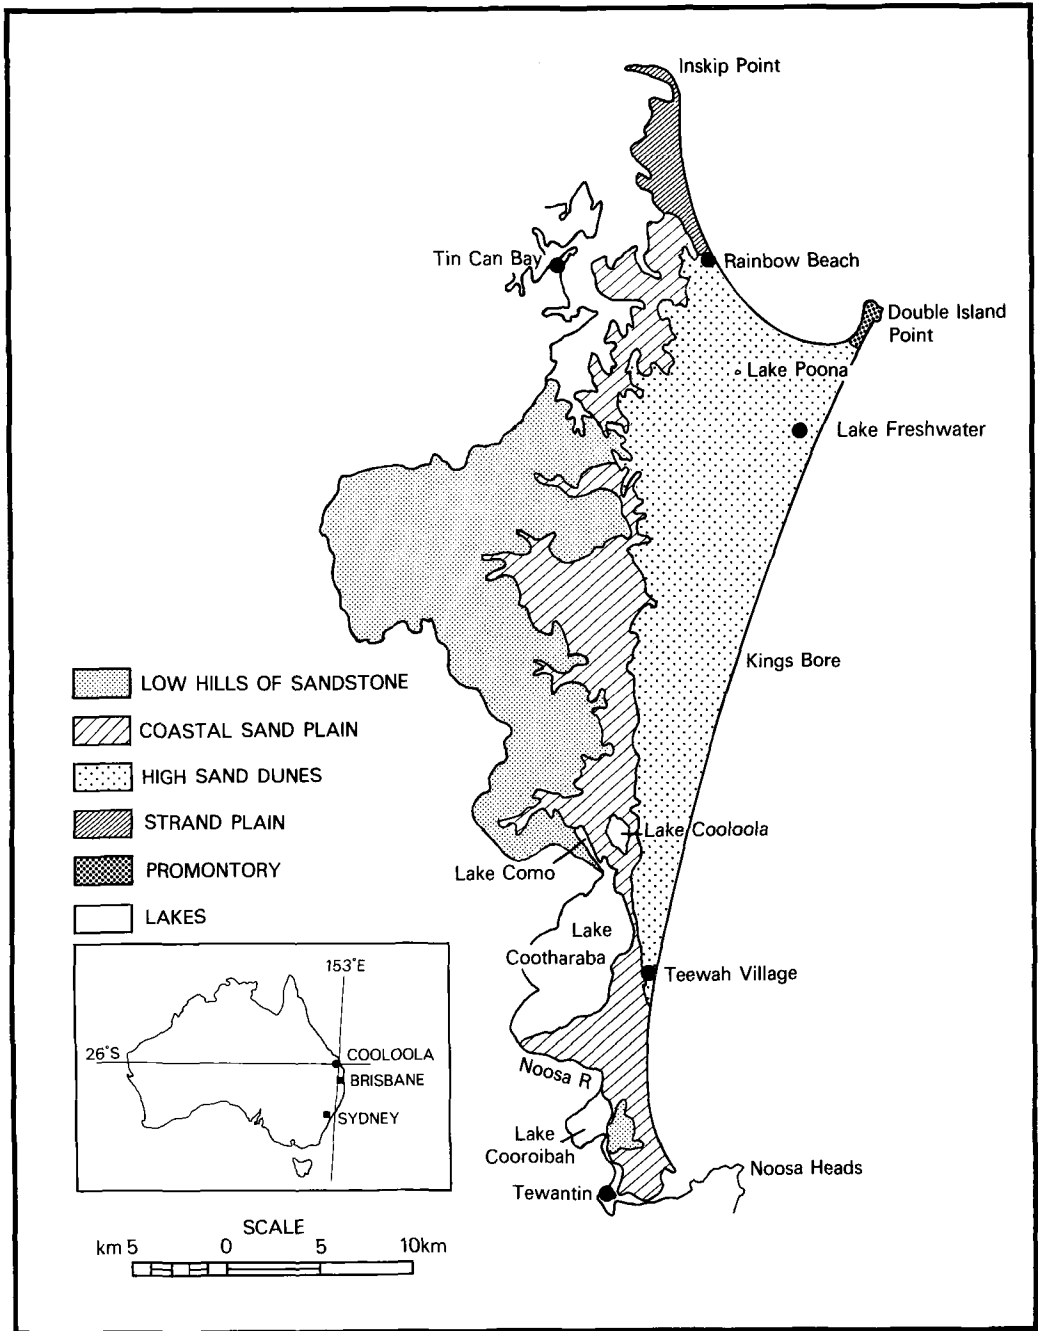 Inskip Point
Tin Can Bay
Rainbow Beach
Double Island
Point
Lake Poona
Lake Freshwater
Kings Bore
LOW HILLS OF SANDSTONE
COASTAL SAND PLAIN
HIGH SAND DUNES
STRAND PLAIN
PROMONTORY
LAKES
Lake Cooloola
Lake Como
Lake
Cootharaba
Teewah Village
Noosa R
Lake
Cooroibah
Tewantin
Noosa Heads
153°E
26°S
COOLOOLA
BRISBANE
SYDNEY
SCALE
km 5 0 5 10km